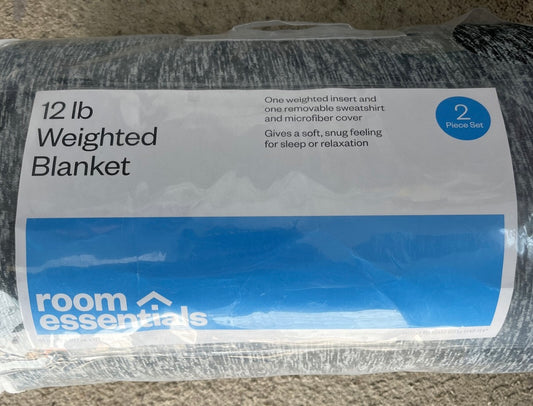 12 lb
Weighted
Blanket
One weighted insert and
one removable sweatshirt
and microfiber cover
Gives a soft, snug feeling
for sleep or relaxation
2
Piece Set
room
essentials